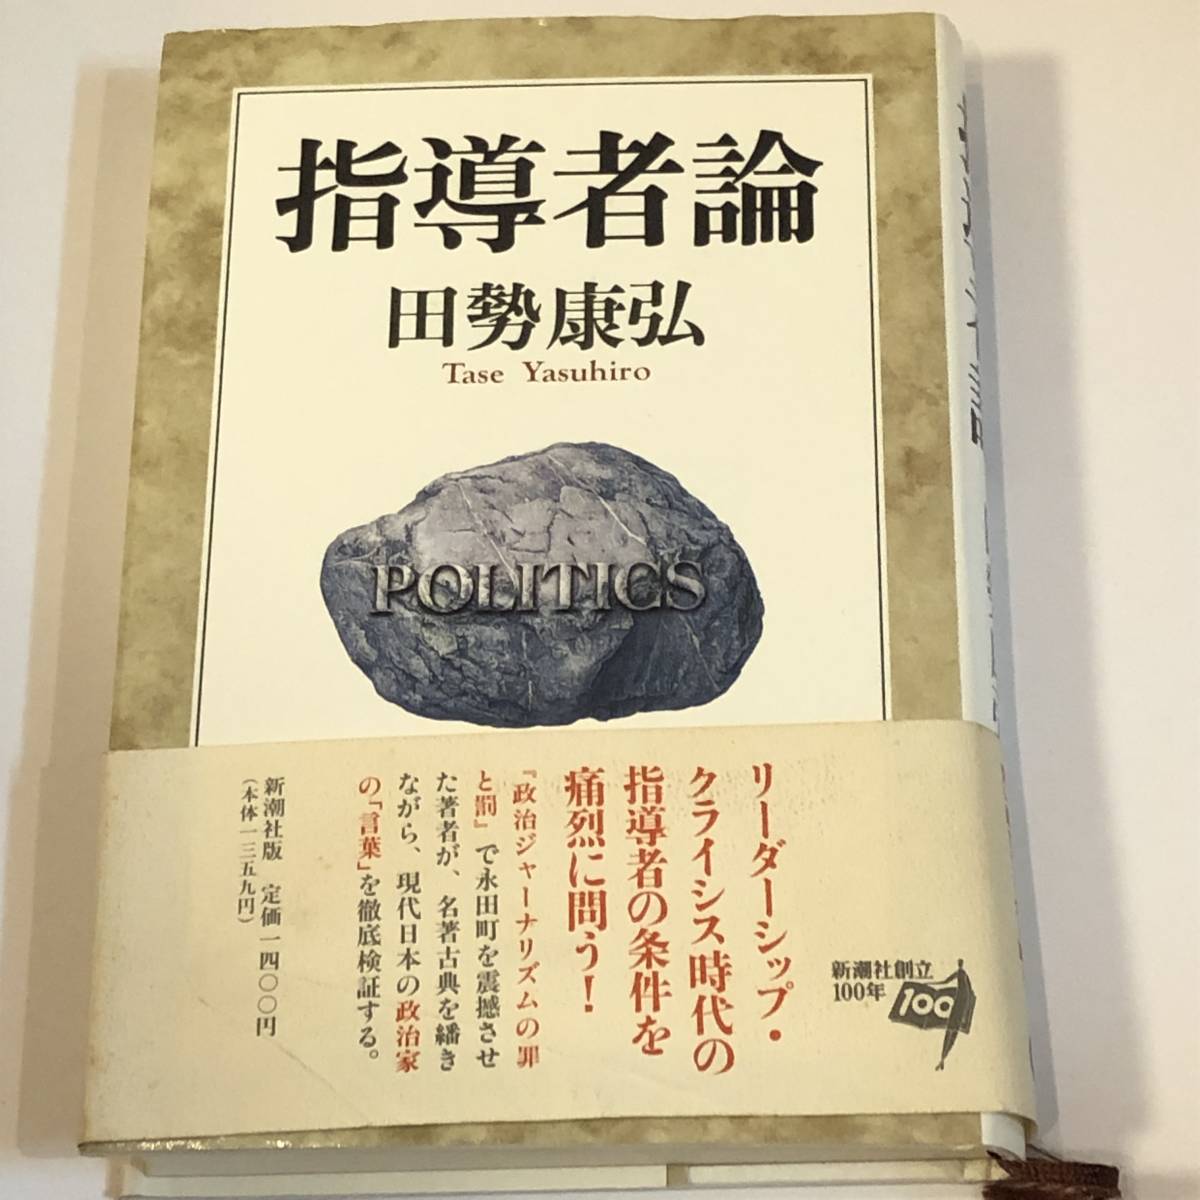 指導者論
田勢康弘
Tase Yasuhiro
POLITICS
リーダーシップ・
クライシス時代の
指導者の条件を
痛烈に問う!
『政治ジャーナリズムの罪
と罰』で永田町を震撼させ
た著者が、名著古典を繙き
ながら、現代日本の政治家
の「言葉」を徹底検証する。
新潮社版 定価一四〇〇円
(本体一三五九円)
新潮社創立
100年
100